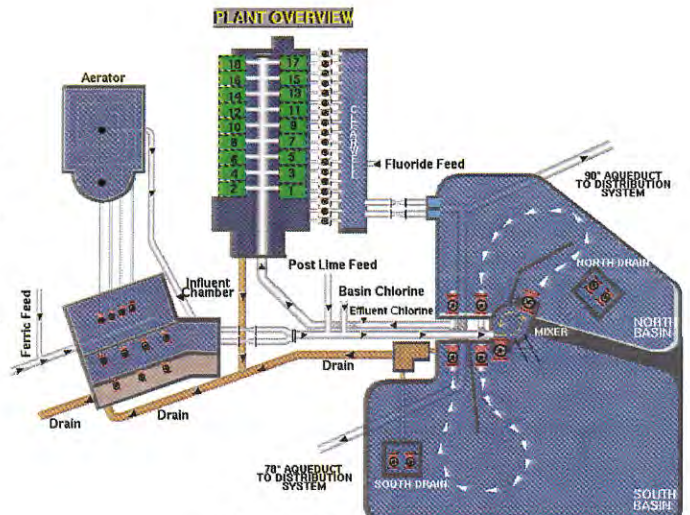 PLANT OVERVIEW
Aerator
18 17
16 15
14 13
12 11
10 9
8 7
6 5
4 3
2 1
CLEARWELL
Fluoride Feed
90" AQUEDUCT
TO DISTRIBUTION
SYSTEM
Post Lime Feed
Basin Chlorine
Effluent Chlorine
Influent
Chamber
Ferric Feed
NORTH DRAIN
MIXER
NORTH
BASIN
Drain
Drain
Drain
78" AQUEDUCT
TO DISTRIBUTION
SYSTEM
SOUTH DRAIN
SOUTH
BASIN